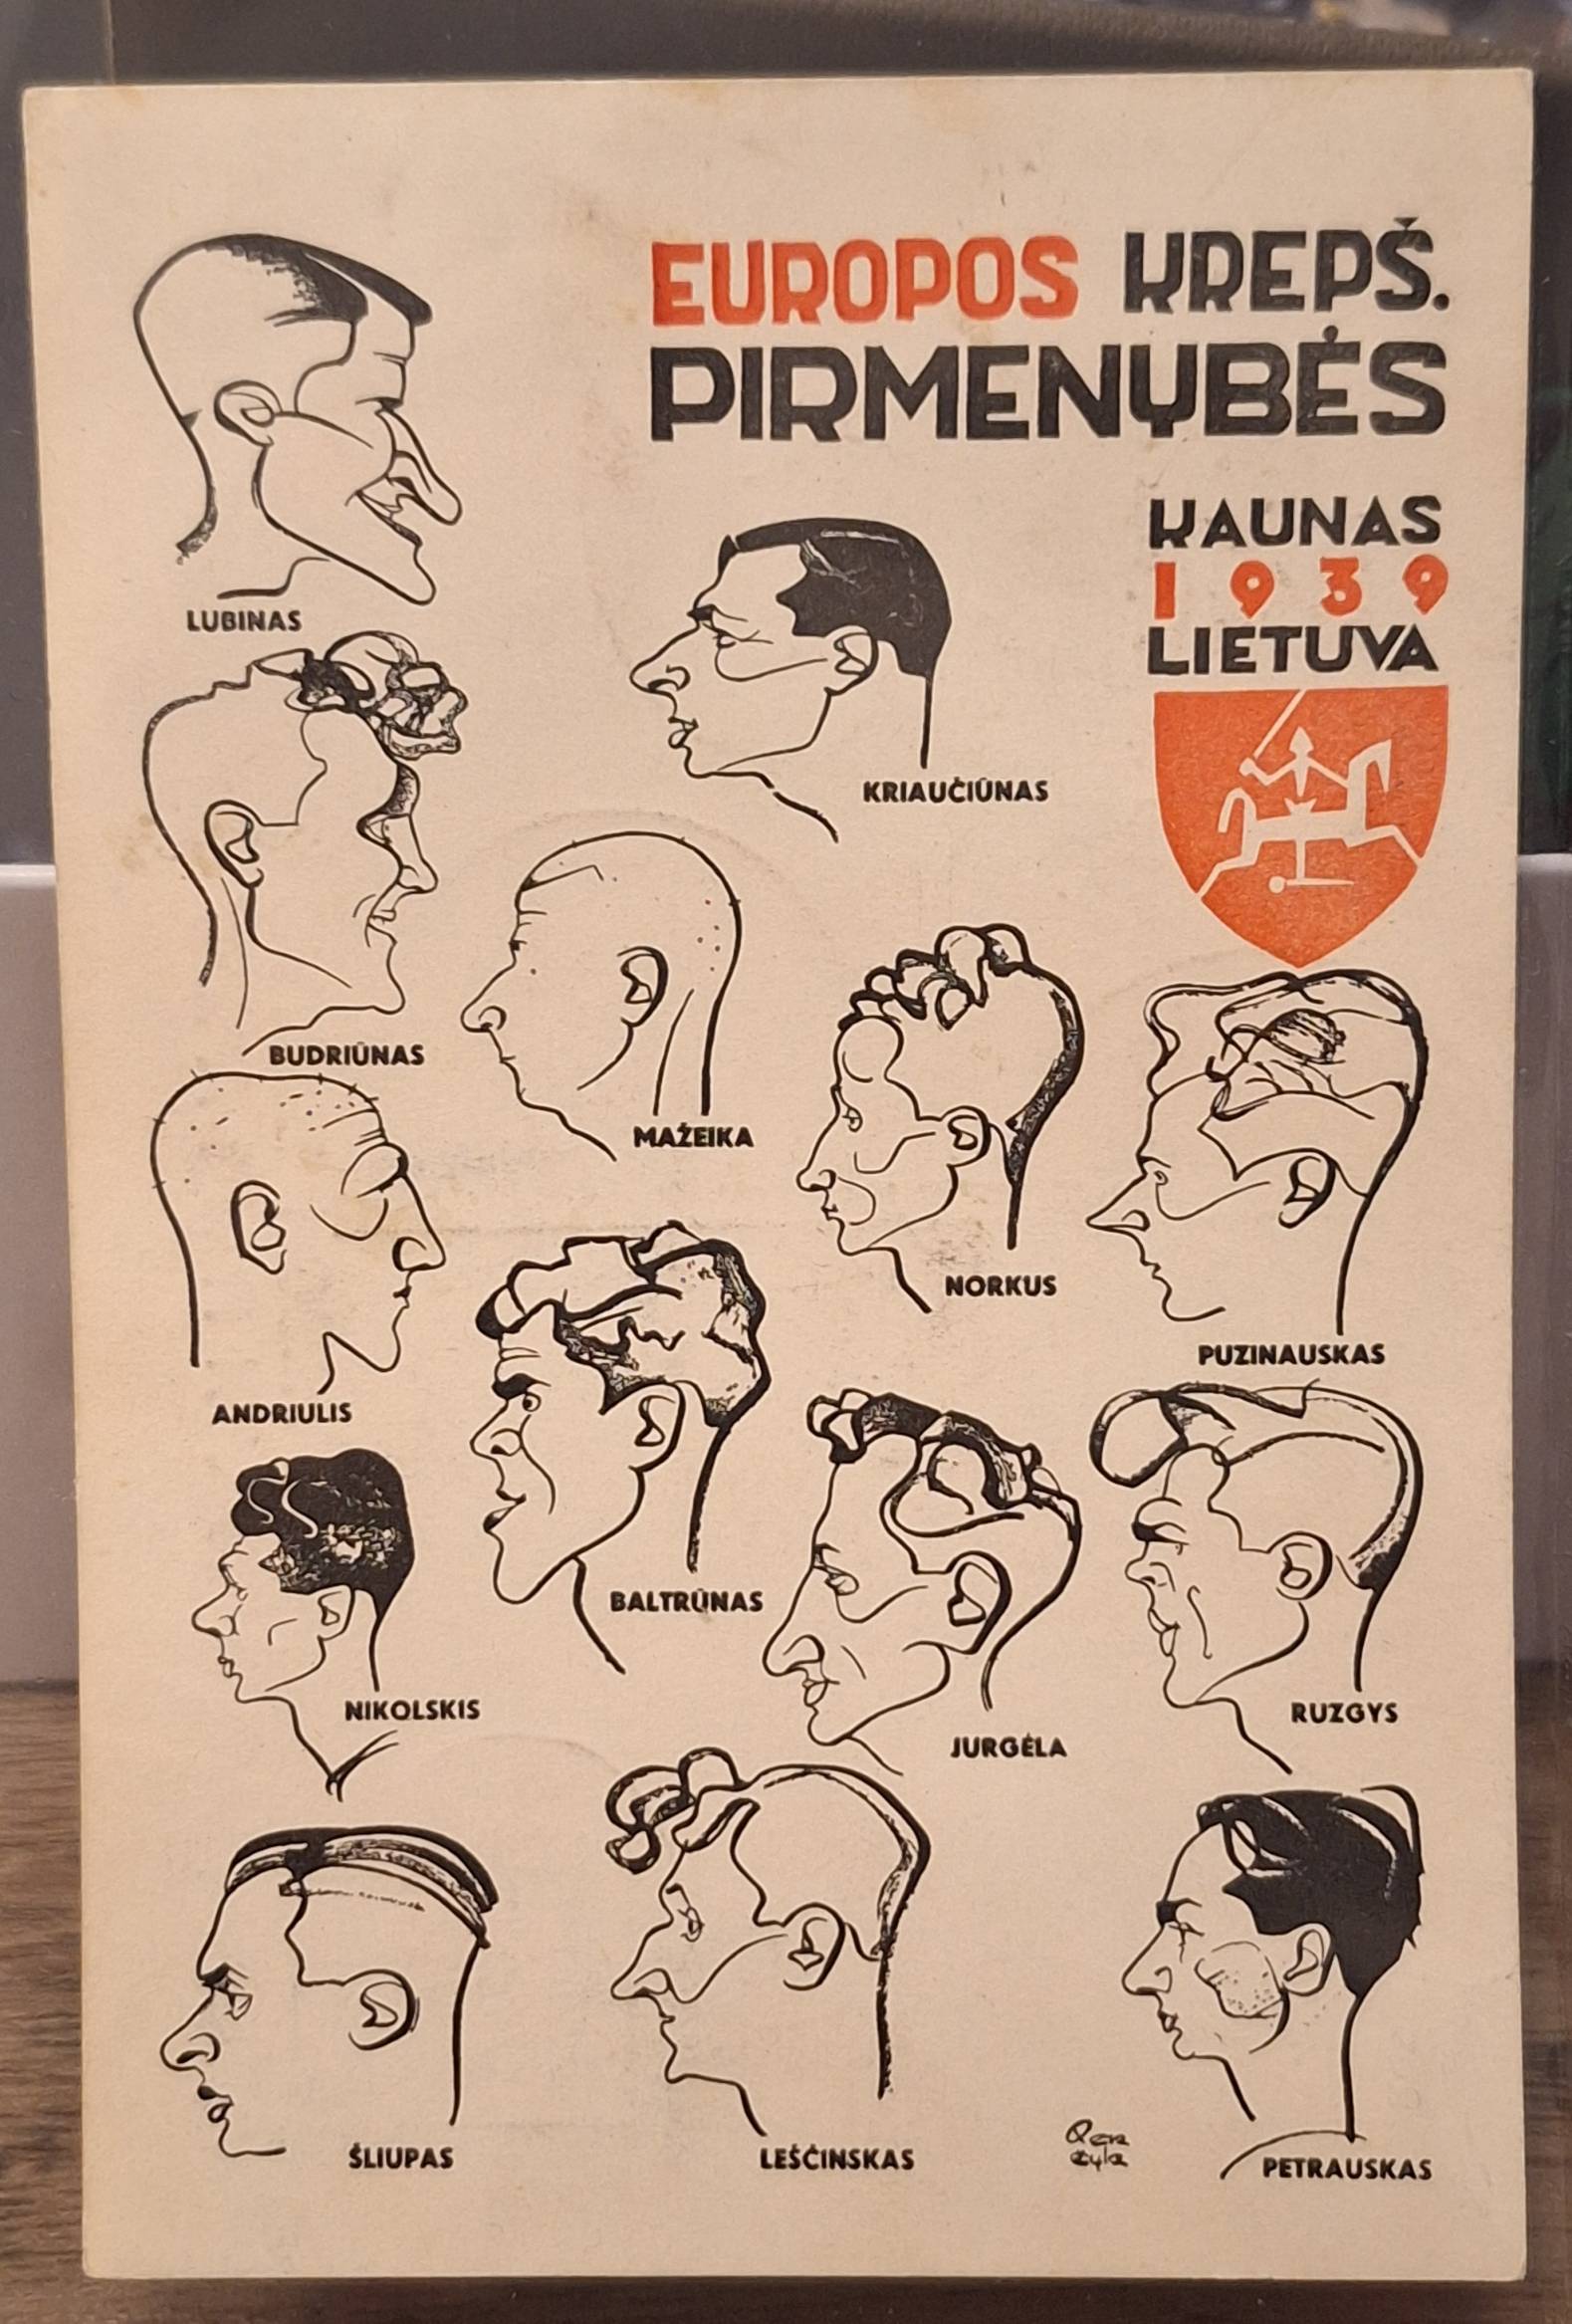 EUROPOS KREPŠ.
PIRMENYBĖS
KAUNAS
1939
LIETUVA
LUBINAS
KRIAUČIŪNAS
BUDRIŪNAS
MAŽEIKA
NORKUS
PUZINAUSKAS
ANDRIULIS
BALTRŪNAS
NIKOLSKIS
JURGĖLA
RUZGYS
ŠLIUPAS
LEŠČINSKAS
PETRAUSKAS